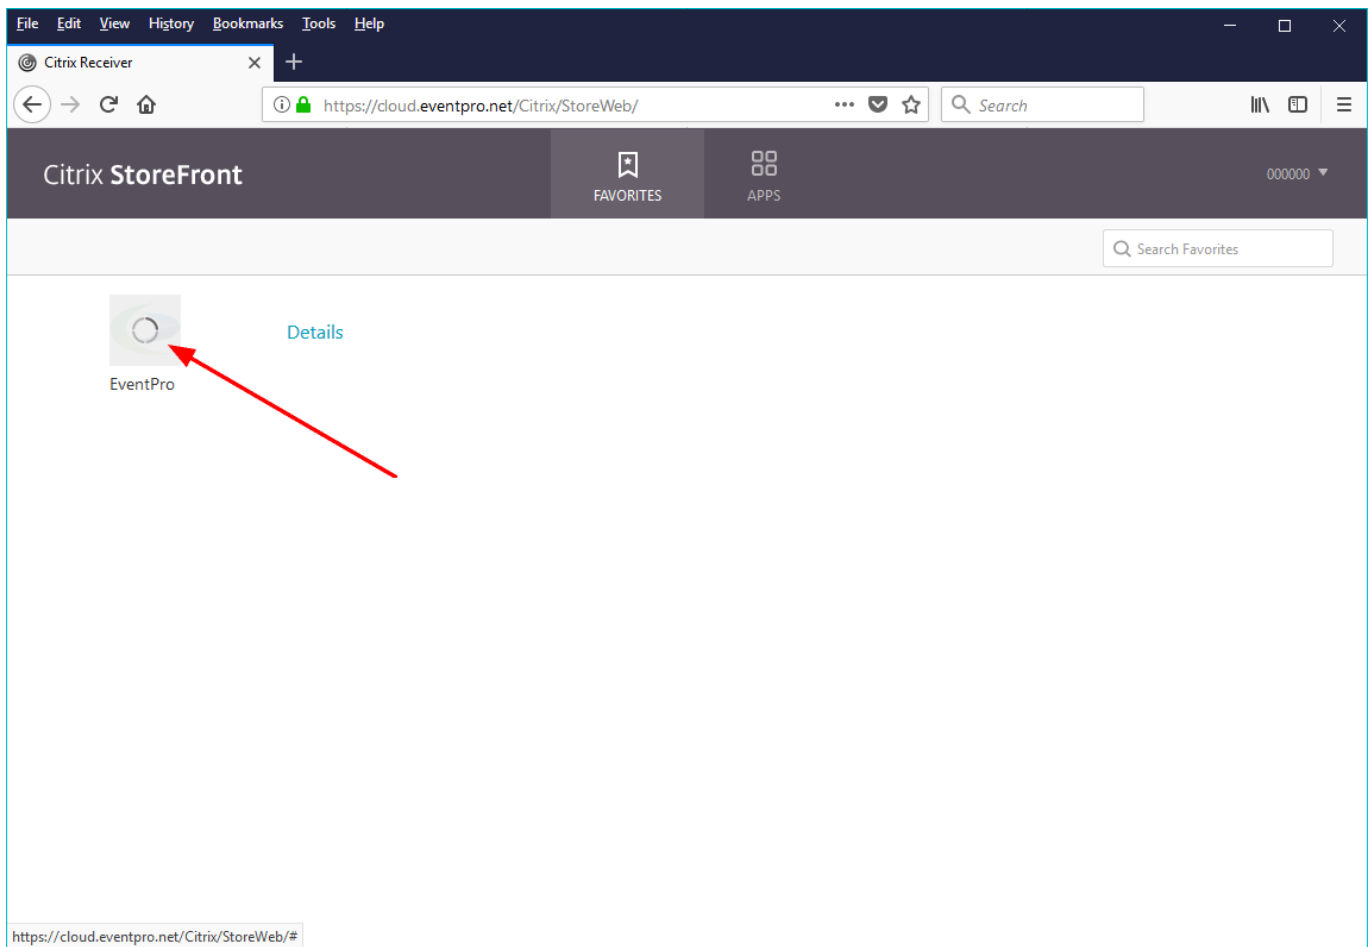 File Edit View History Bookmarks Tools Help
Citrix Receiver
https://cloud.eventpro.net/Citrix/StoreWeb/
Search
Citrix StoreFront
FAVORITES
APPS
000000
Search Favorites
Details
EventPro
https://cloud.eventpro.net/Citrix/StoreWeb/#